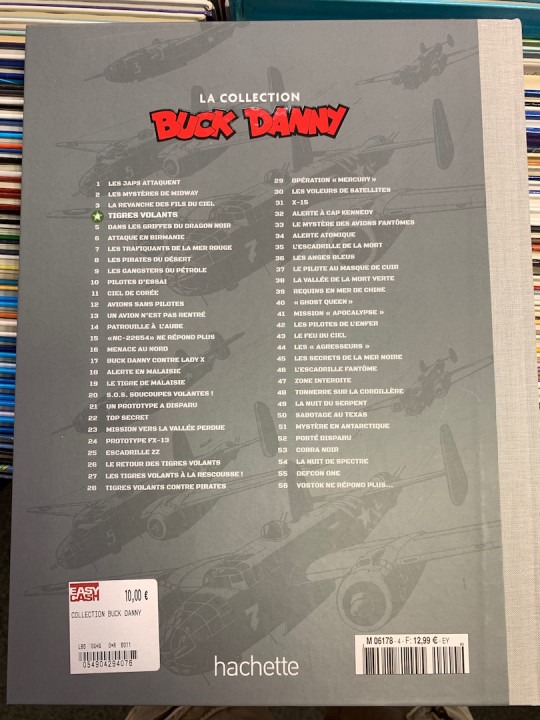 LA COLLECTION
BUCK DANNY
1 LES JAPS ATTAQUENT
2 LES MYSTÈRES DE MIDWAY
3 LA REVANCHE DES FILS DU CIEL
TIGRES VOLANTS
5 DANS LES GRIFFES DU DRAGON NOIR
6 ATTAQUE EN BIRMANIE
7 LES TRAFIQUANTS DE LA MER ROUGE
8 LES PIRATES DU DÉSERT
9 LES GANGSTERS DU PÉTROLE
10 PILOTES D'ESSAI
11 CIEL DE CORÉE
12 AVIONS SANS PILOTES
13 UN AVION N'EST PAS RENTRÉ
14 PATROUILLE À L'AUBE
15 «NC-22654» NE RÉPOND PLUS
16 MENACE AU NORD
17 BUCK DANNY CONTRE LADY X
18 ALERTE EN MALAISIE
19 LE TIGRE DE MALAISIE
20 S.O.S. SOUCOUPES VOLANTES !
21 UN PROTOTYPE A DISPARU
22 TOP SECRET
23 MISSION VERS LA VALLÉE PERDUE
24 PROTOTYPE FX-13
25 ESCADRILLE ZZ
26 LE RETOUR DES TIGRES VOLANTS
27 LES TIGRES VOLANTS À LA RESCOUSSE !
28 TIGRES VOLANTS CONTRE PIRATES
29 OPÉRATION « MERCURY »
30 LES VOLEURS DE SATELLITES
31 X-15
32 ALERTE À CAP KENNEDY
33 LE MYSTÈRE DES AVIONS FANTÔMES
34 ALERTE ATOMIQUE
35 L'ESCADRILLE DE LA MORT
36 LES ANGES BLEUS
37 LE PILOTE AU MASQUE DE CUIR
38 LA VALLÉE DE LA MORT VERTE
39 REQUINS EN MER DE CHINE
40 « GHOST QUEEN »
41 MISSION « APOCALYPSE »
42 LES PILOTES DE L'ENFER
43 LE FEU DU CIEL
44 LES « AGRESSEURS »
45 LES SECRETS DE LA MER NOIRE
46 L'ESCADRILLE FANTÔME
47 ZONE INTERDITE
48 TONNERRE SUR LA CORDILLÈRE
49 LA NUIT DU SERPENT
50 SABOTAGE AU TEXAS
51 MYSTÈRE EN ANTARCTIQUE
52 PORTÉ DISPARU
53 COBRA NOIR
54 LA NUIT DU SPECTRE
55 DEFCON ONE
56 VOSTOK NE RÉPOND PLUS...
EASY CASH
10,00 €
COLLECTION BUCK DANNY
054904294076
hachette
M 06178 - 4 - F: 12,99 € - EY